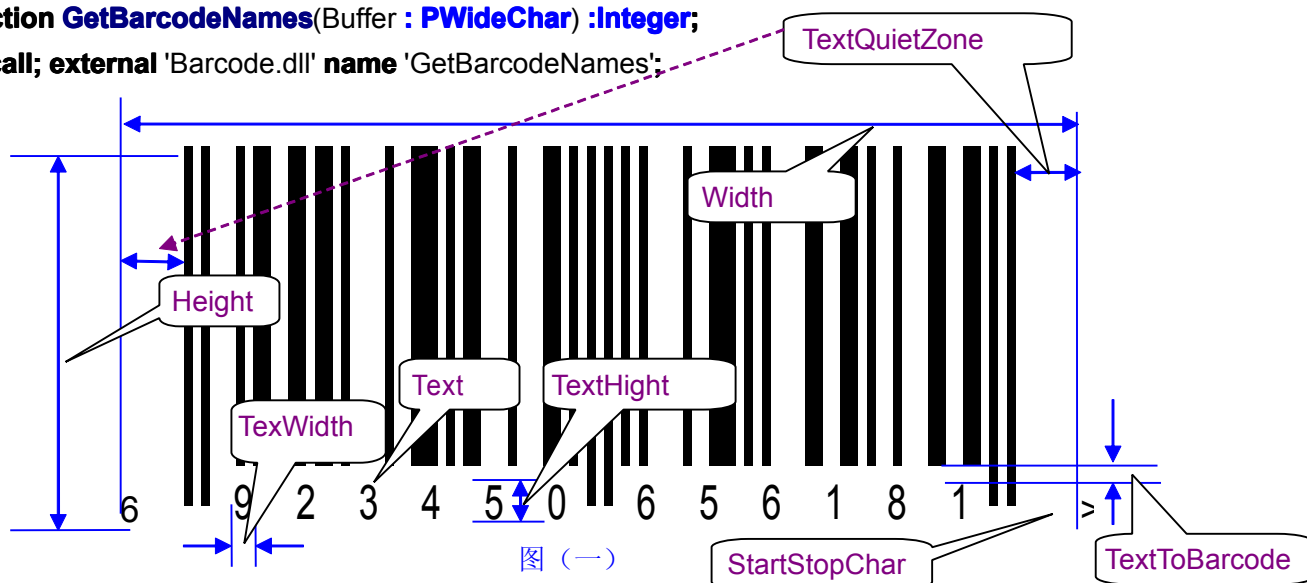 ction GetBarcodeNames(Buffer : PWideChar) :Integer;
call; external 'Barcode.dll' name 'GetBarcodeNames';
TextQuietZone
Width
Height
Text
TextHight
TexWidth
6 9 2 3 4 5 0 6 5 6 1 8 1 >
图（一）
StartStopChar
TextToBarcode